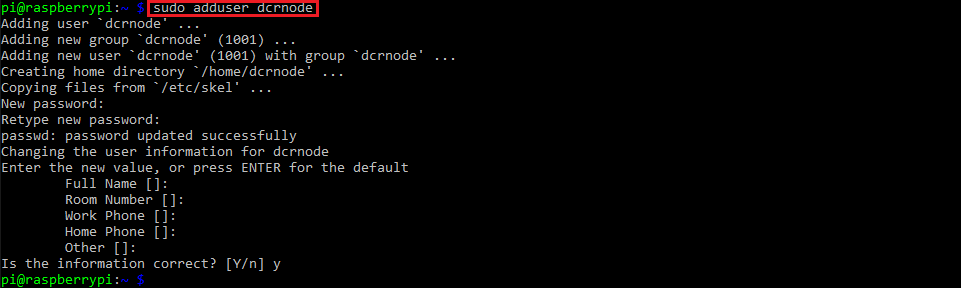 pi@raspberrypi:~ $ sudo adduser dcrnode
Adding user `dcrnode' ...
Adding new group `dcrnode' (1001) ...
Adding new user `dcrnode' (1001) with group `dcrnode' ...
Creating home directory `/home/dcrnode' ...
Copying files from `/etc/skel' ...
New password:
Retype new password:
passwd: password updated successfully
Changing the user information for dcrnode
Enter the new value, or press ENTER for the default
        Full Name []:
        Room Number []:
        Work Phone []:
        Home Phone []:
        Other []:
Is the information correct? [Y/n] y
pi@raspberrypi:~ $